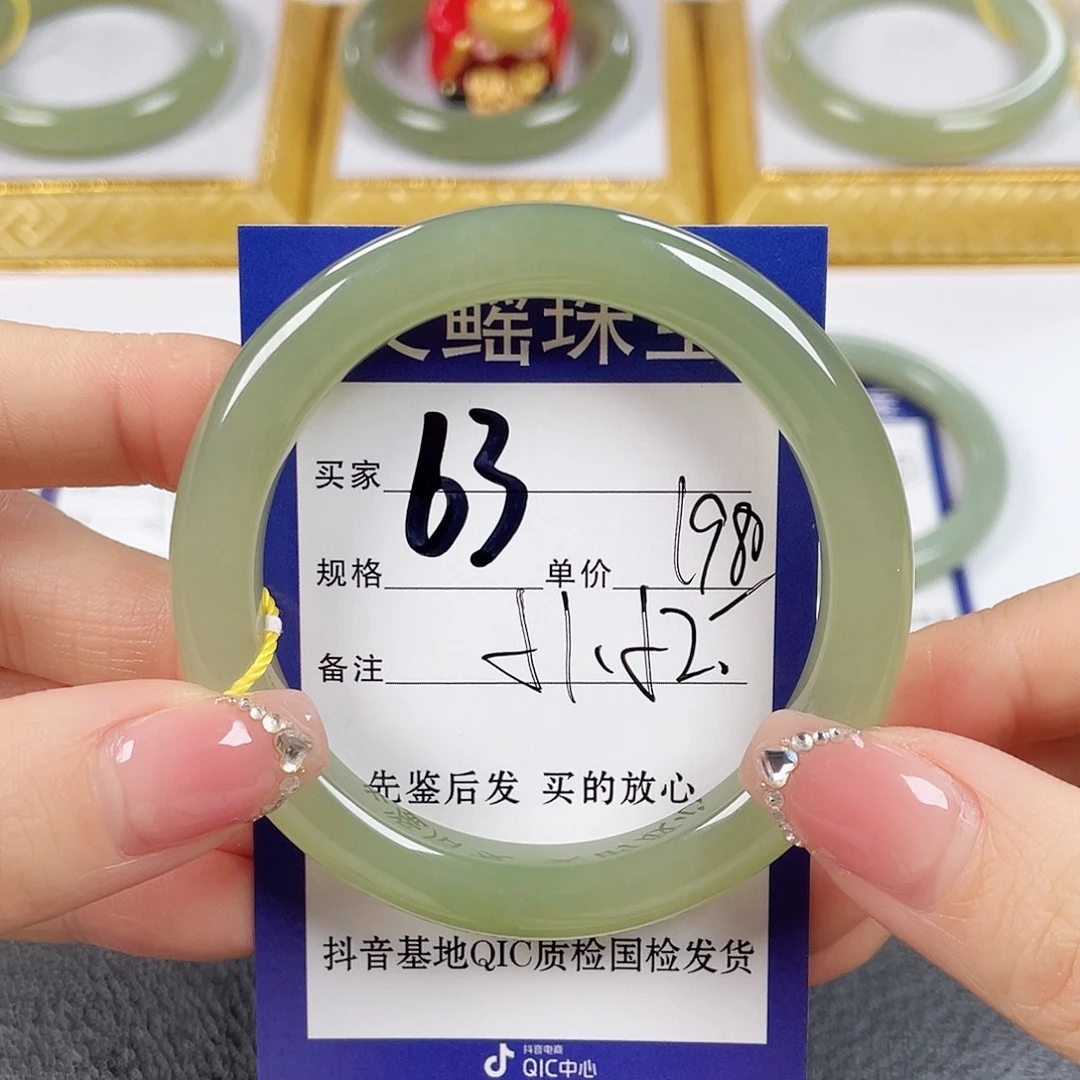 鳐珠宝
买家 63
规格 单价 1980
备注
先鉴后发 买的放心
抖音基地QIC质检国检发货
抖音电商
QIC中心